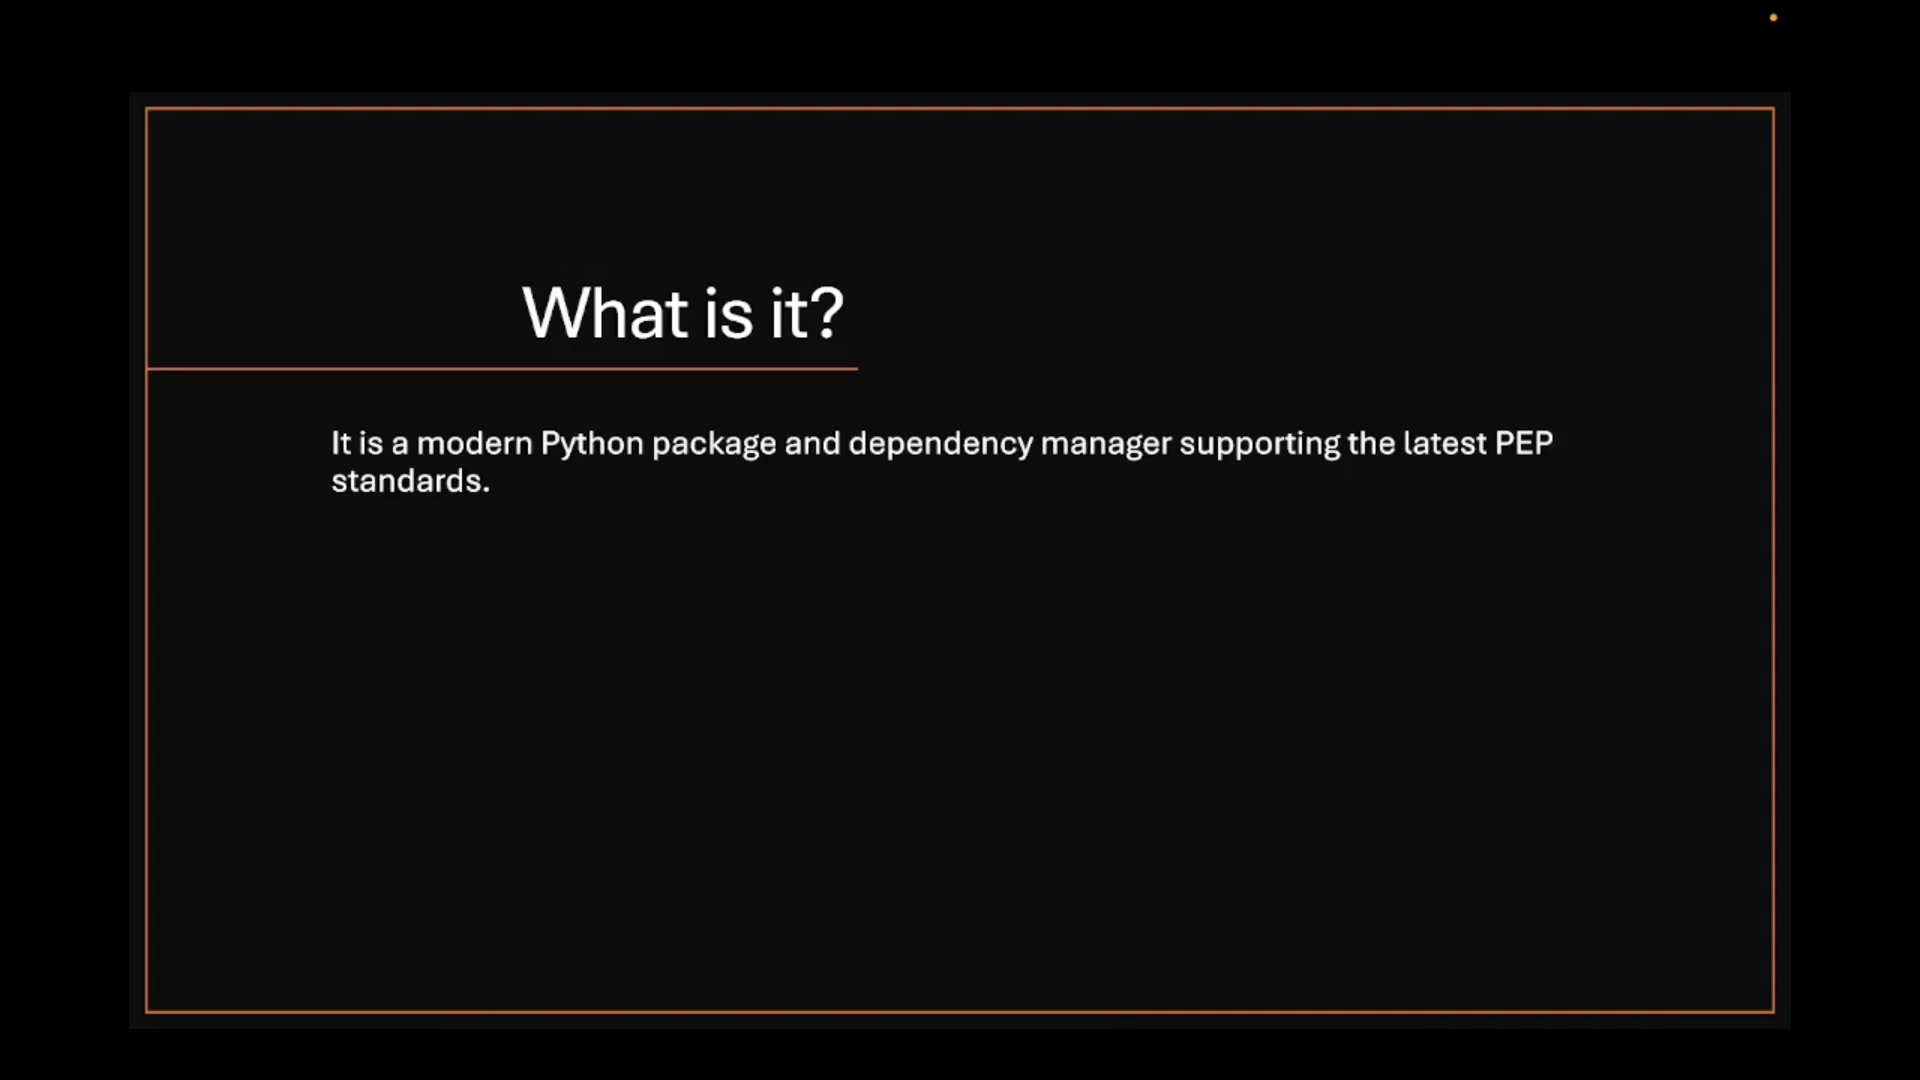 What is it?
It is a modern Python package and dependency manager supporting the latest PEP
standards.